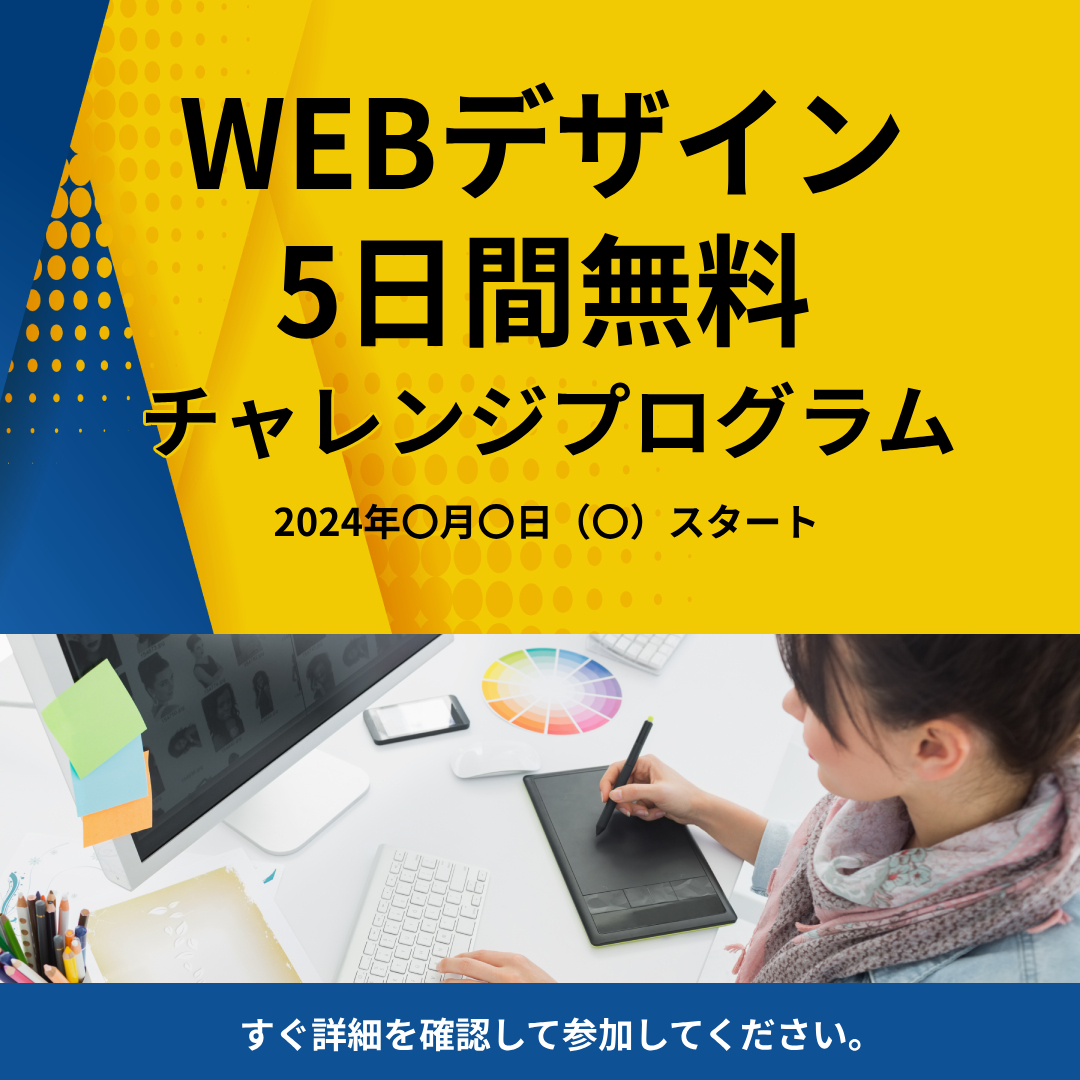 WEBデザイン
5日間無料
チャレンジプログラム
2024年〇月〇日（〇）スタート
すぐ詳細を確認して参加してください。